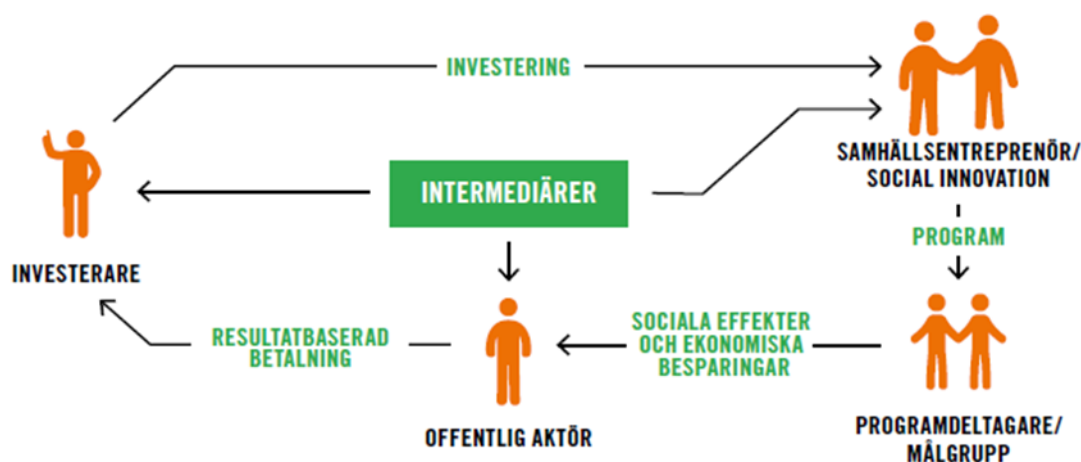 INVESTERING
SAMHÄLLSENTREPRENÖR/
SOCIAL INNOVATION
INTERMEDIÄRER
PROGRAM
INVESTERARE
RESULTATBASERAD
BETALNING
SOCIALA EFFEKTER
OCH EKONOMISKA
BESPARINGAR
OFFENTLIG AKTÖR
PROGRAMDELTAGARE/
MÅLGRUPP